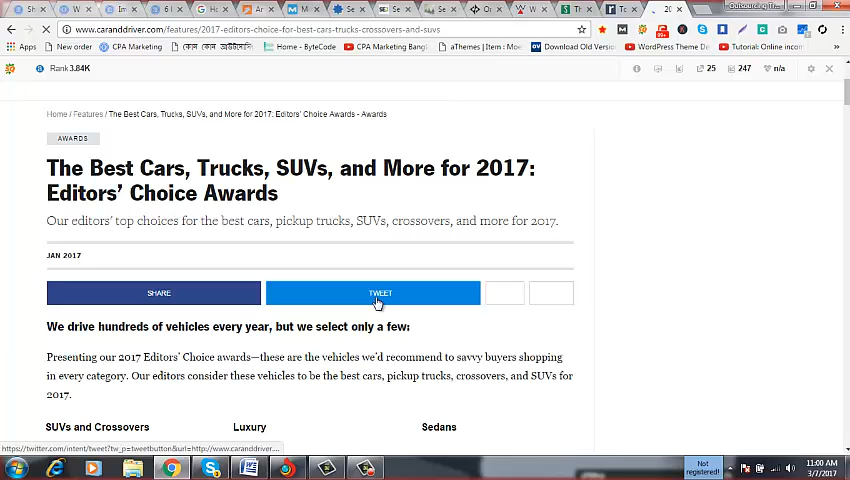 www.caranddriver.com/features/2017-editors-choice-for-best-cars-trucks-crossovers-and-suvs
Apps New order CPA Marketing কোন কোন Home - ByteCode CPA Marketing Bang aThemes | Item : Download Old Version WordPress Theme De Tutorial: Online incom
Rank 3.84K 25 247 n/a
Home / Features / The Best Cars, Trucks, SUVs, and More for 2017: Editors' Choice Awards - Awards
AWARDS
The Best Cars, Trucks, SUVs, and More for 2017:
Editors' Choice Awards
Our editors' top choices for the best cars, pickup trucks, SUVs, crossovers, and more for 2017.
JAN 2017
SHARE TWEET
We drive hundreds of vehicles every year, but we select only a few:
Presenting our 2017 Editors' Choice awards—these are the vehicles we'd recommend to savvy buyers shopping
in every category. Our editors consider these vehicles to be the best cars, pickup trucks, crossovers, and SUVs for
2017.
SUVs and Crossovers Luxury Sedans
https://twitter.com/intent/tweet?tw_p=tweetbutton&url=http://www.caranddriver....
Not
registered!
11:00 AM
3/7/2017